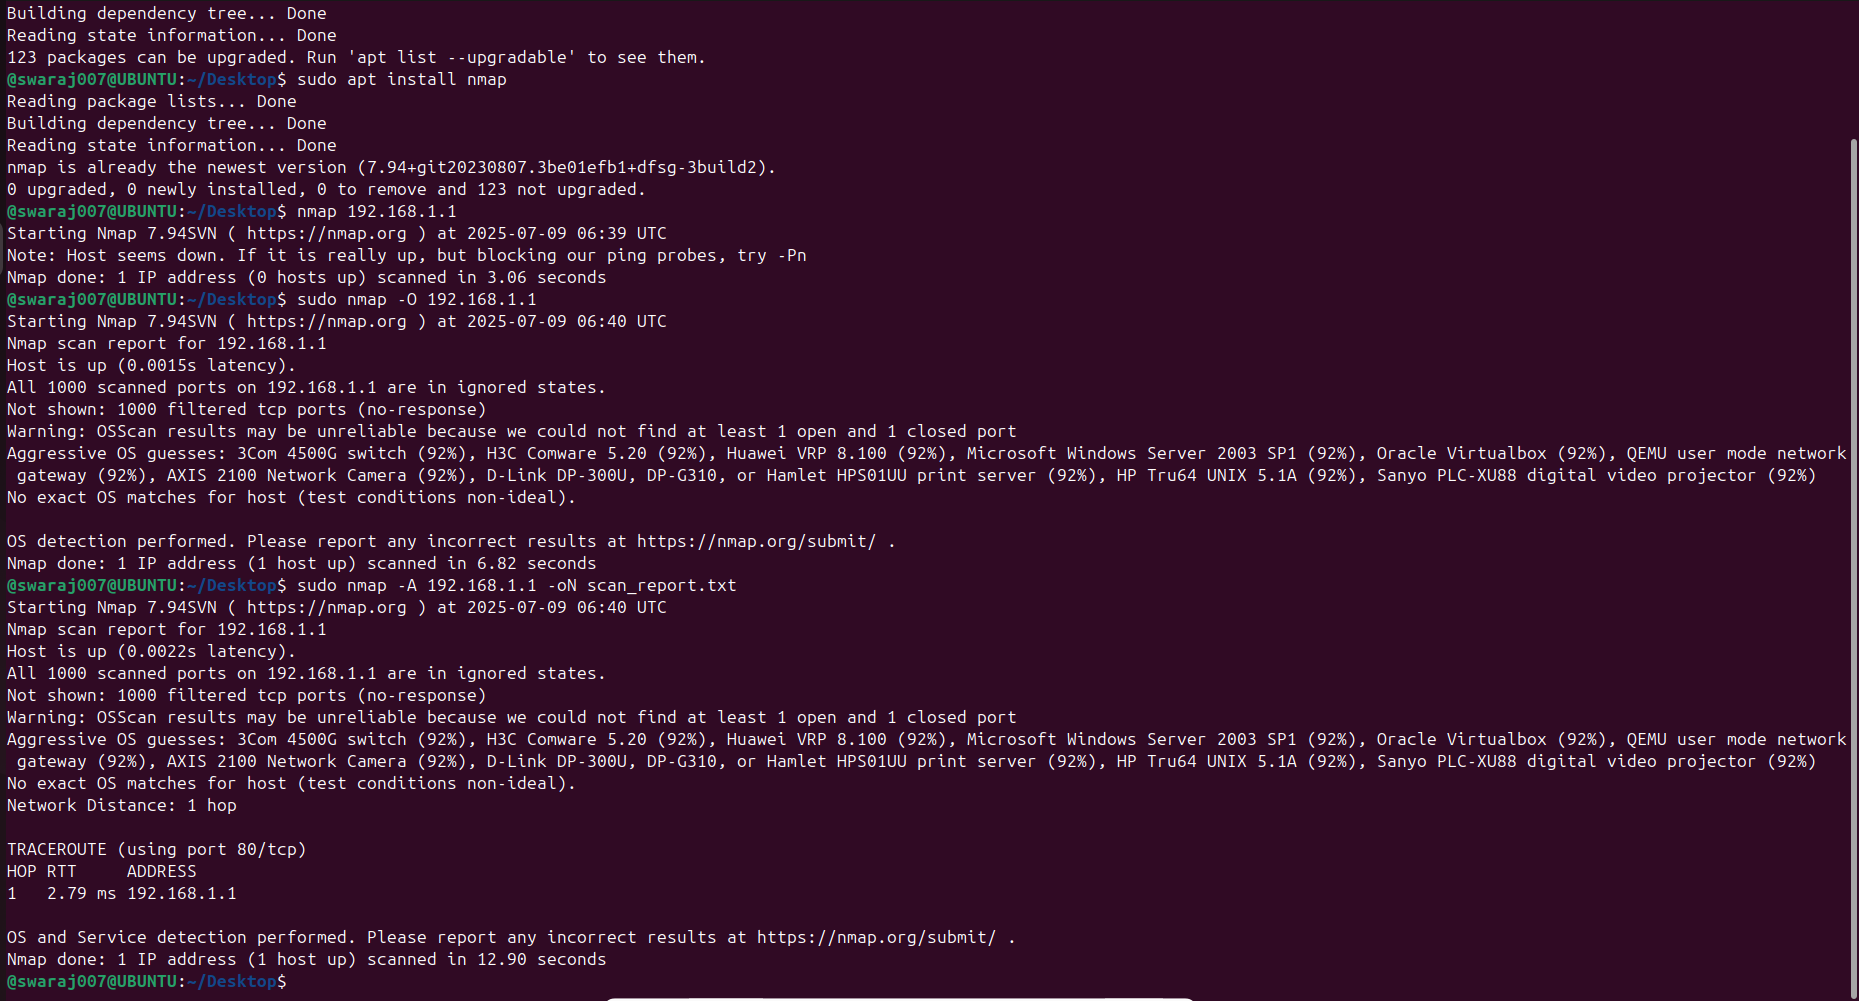 Building dependency tree... Done
Reading state information... Done
123 packages can be upgraded. Run 'apt list --upgradable' to see them.
@swaraj007@UBUNTU:~/Desktop$ sudo apt install nmap
Reading package lists... Done
Building dependency tree... Done
Reading state information... Done
nmap is already the newest version (7.94+git20230807.3be01efb1+dfsg-3build2).
0 upgraded, 0 newly installed, 0 to remove and 123 not upgraded.
@swaraj007@UBUNTU:~/Desktop$ nmap 192.168.1.1
Starting Nmap 7.94SVN ( https://nmap.org ) at 2025-07-09 06:39 UTC
Note: Host seems down. If it is really up, but blocking our ping probes, try -Pn
Nmap done: 1 IP address (0 hosts up) scanned in 3.06 seconds
@swaraj007@UBUNTU:~/Desktop$ sudo nmap -O 192.168.1.1
Starting Nmap 7.94SVN ( https://nmap.org ) at 2025-07-09 06:40 UTC
Nmap scan report for 192.168.1.1
Host is up (0.0015s latency).
All 1000 scanned ports on 192.168.1.1 are in ignored states.
Not shown: 1000 filtered tcp ports (no-response)
Warning: OSScan results may be unreliable because we could not find at least 1 open and 1 closed port
Aggressive OS guesses: 3Com 4500G switch (92%), H3C Comware 5.20 (92%), Huawei VRP 8.100 (92%), Microsoft Windows Server 2003 SP1 (92%), Oracle Virtualbox (92%), QEMU user mode network
 gateway (92%), AXIS 2100 Network Camera (92%), D-Link DP-300U, DP-G310, or Hamlet HPS01UU print server (92%), HP Tru64 UNIX 5.1A (92%), Sanyo PLC-XU88 digital video projector (92%)
No exact OS matches for host (test conditions non-ideal).

OS detection performed. Please report any incorrect results at https://nmap.org/submit/ .
Nmap done: 1 IP address (1 host up) scanned in 6.82 seconds
@swaraj007@UBUNTU:~/Desktop$ sudo nmap -A 192.168.1.1 -oN scan_report.txt
Starting Nmap 7.94SVN ( https://nmap.org ) at 2025-07-09 06:40 UTC
Nmap scan report for 192.168.1.1
Host is up (0.0022s latency).
All 1000 scanned ports on 192.168.1.1 are in ignored states.
Not shown: 1000 filtered tcp ports (no-response)
Warning: OSScan results may be unreliable because we could not find at least 1 open and 1 closed port
Aggressive OS guesses: 3Com 4500G switch (92%), H3C Comware 5.20 (92%), Huawei VRP 8.100 (92%), Microsoft Windows Server 2003 SP1 (92%), Oracle Virtualbox (92%), QEMU user mode network
 gateway (92%), AXIS 2100 Network Camera (92%), D-Link DP-300U, DP-G310, or Hamlet HPS01UU print server (92%), HP Tru64 UNIX 5.1A (92%), Sanyo PLC-XU88 digital video projector (92%)
No exact OS matches for host (test conditions non-ideal).
Network Distance: 1 hop

TRACEROUTE (using port 80/tcp)
HOP RTT     ADDRESS
1   2.79 ms 192.168.1.1

OS and Service detection performed. Please report any incorrect results at https://nmap.org/submit/ .
Nmap done: 1 IP address (1 host up) scanned in 12.90 seconds
@swaraj007@UBUNTU:~/Desktop$